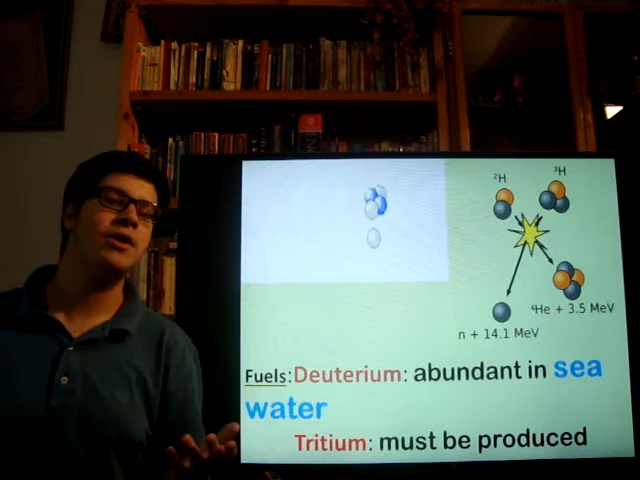 ²H
³H
⁴He + 3.5 MeV
n + 14.1 MeV
Fuels:Deuterium: abundant in sea
water
Tritium: must be produced